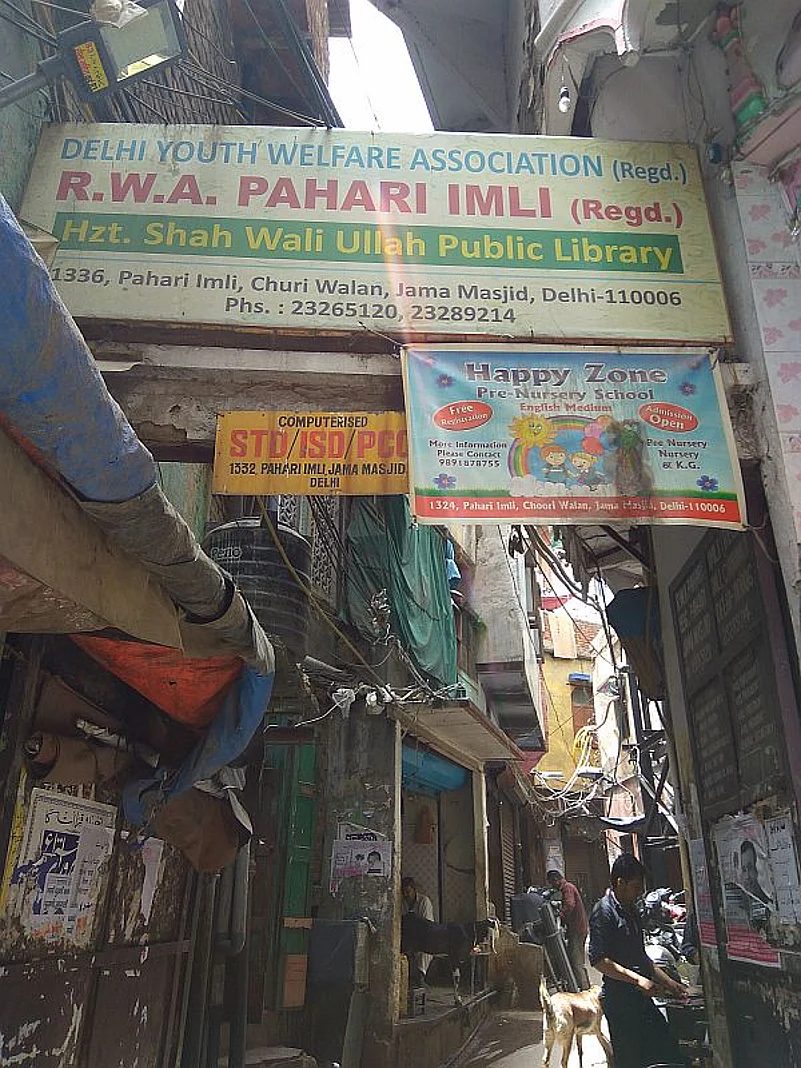 DELHI YOUTH WELFARE ASSOCIATION (Regd.)
R.W.A. PAHARI IMLI (Regd.)
Hzt. Shah Wali Ullah Public Library
1336, Pahari Imli, Churi Walan, Jama Masjid, Delhi-110006
Phs. : 23265120, 23289214
Happy Zone
Pre-Nursery School
English Medium
Free
Registration
Admission
Open
More Information
Please Contact
9891878755
Pre Nursery
Nursery
& K.G.
1324, Pahari Imli, Choori Walan, Jama Masjid, Delhi-110006
COMPUTERISED
STD/ISD/PCO
1332, PAHARI IMLI, JAMA MASJID
DELHI